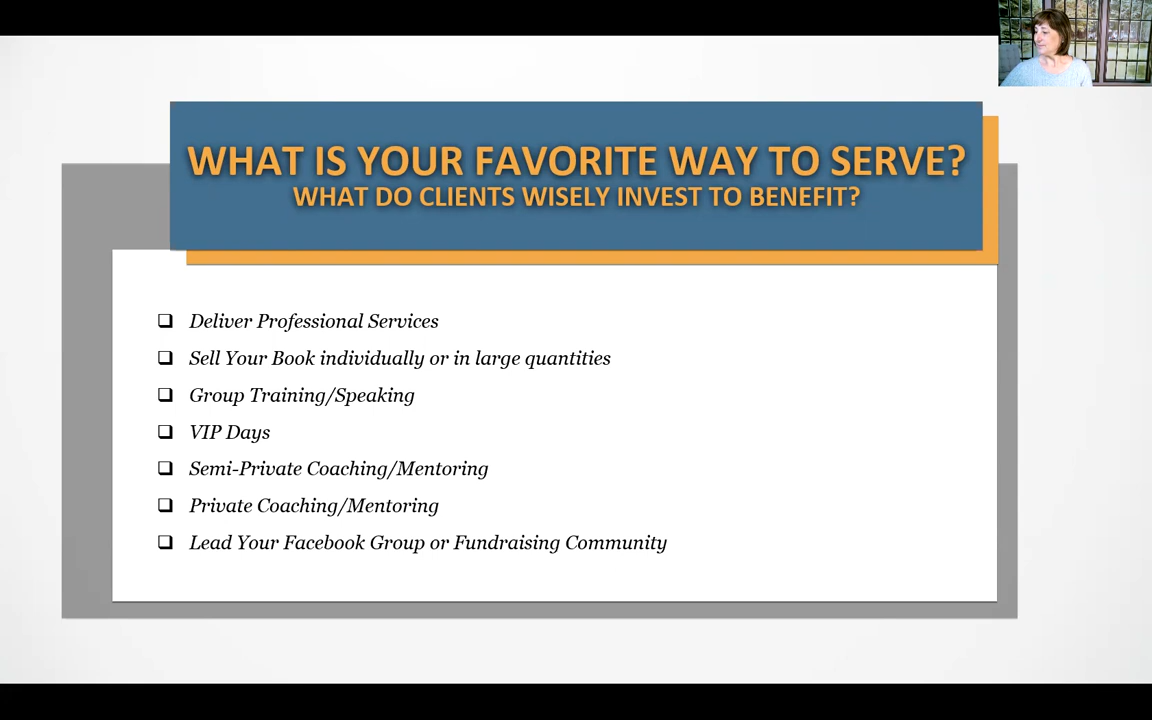 WHAT IS YOUR FAVORITE WAY TO SERVE?
WHAT DO CLIENTS WISELY INVEST TO BENEFIT?
Deliver Professional Services
Sell Your Book individually or in large quantities
Group Training/Speaking
VIP Days
Semi-Private Coaching/Mentoring
Private Coaching/Mentoring
Lead Your Facebook Group or Fundraising Community